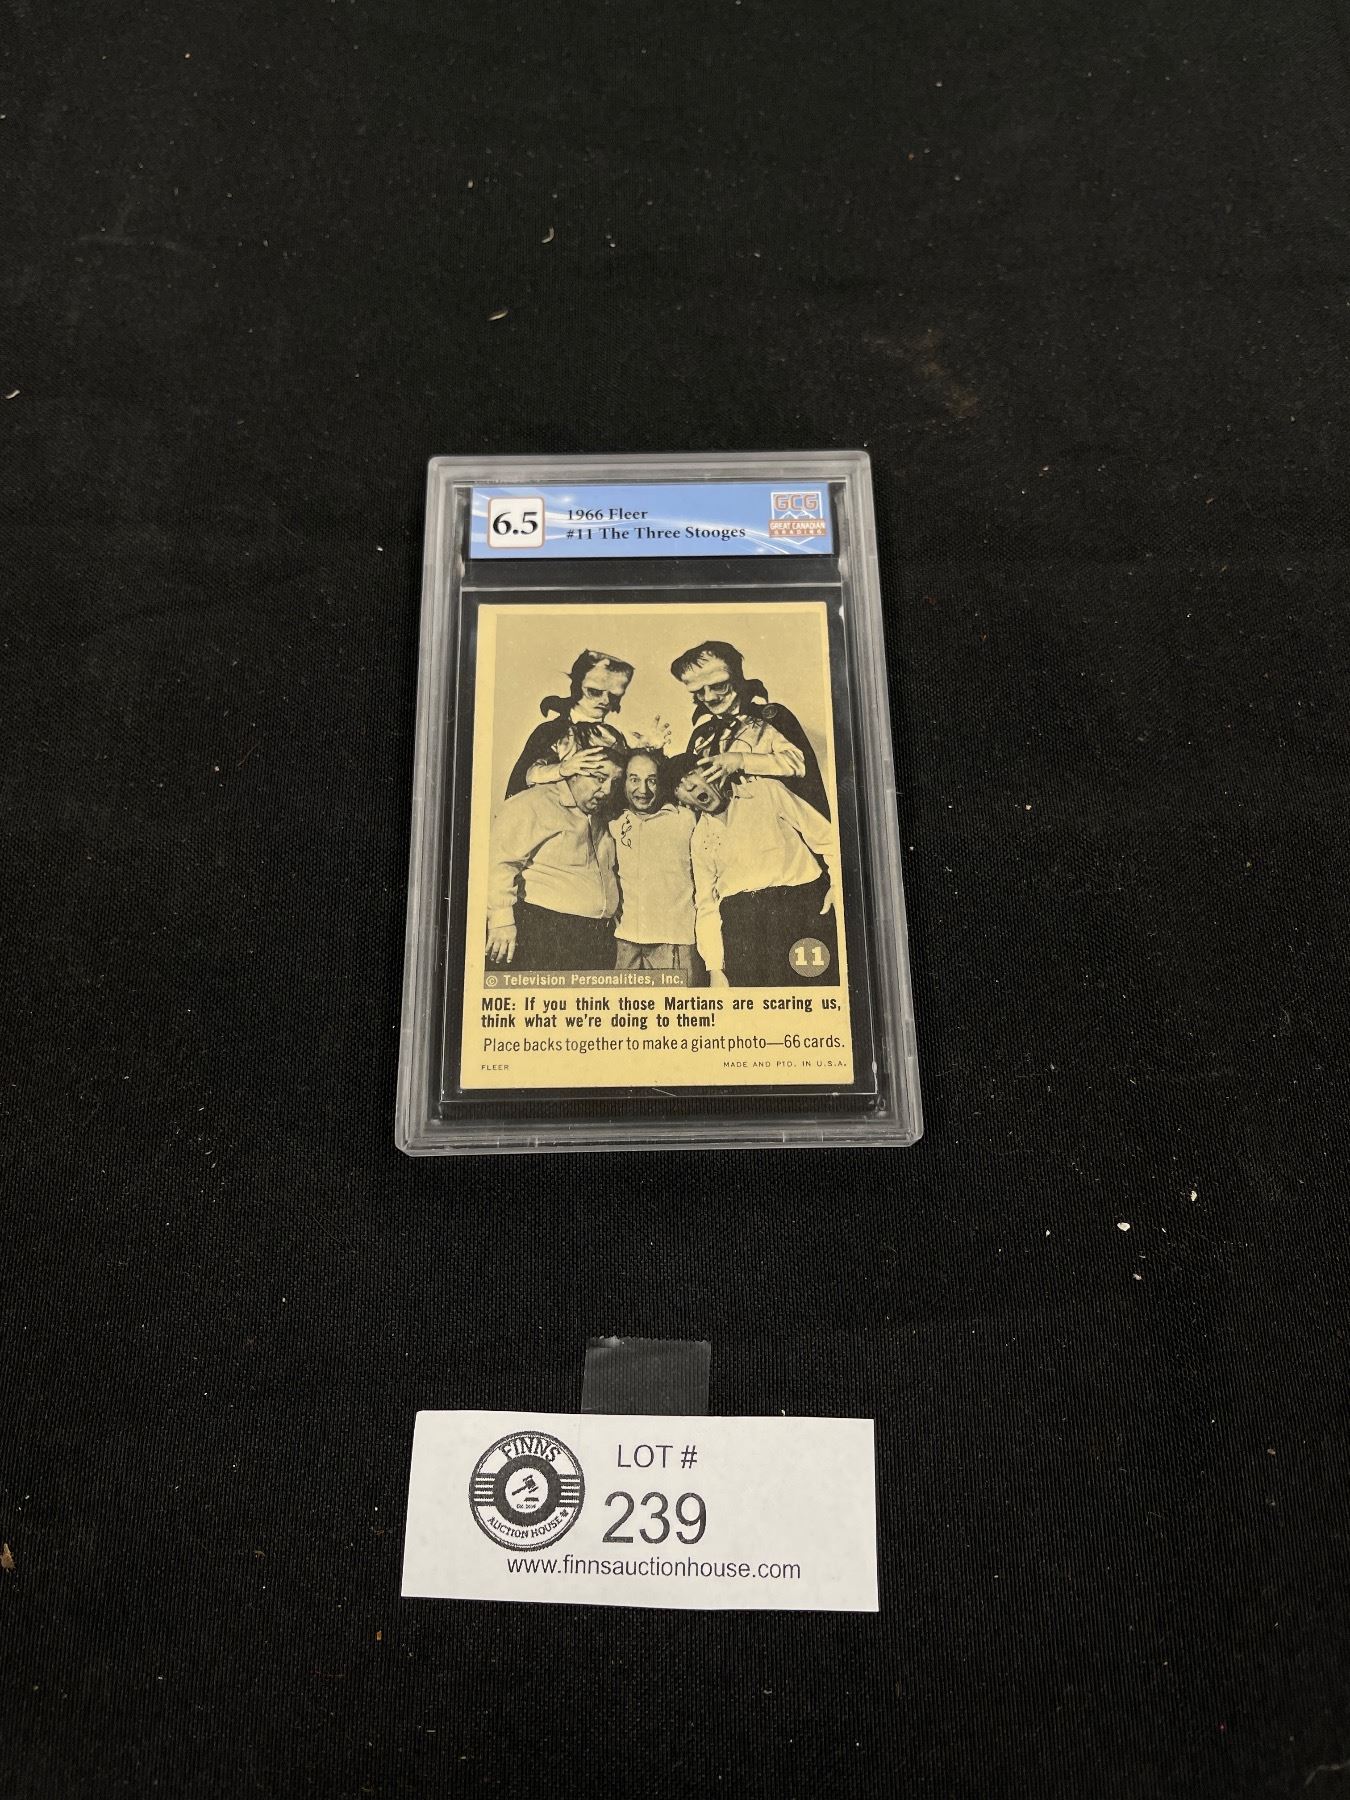 6.5
1966 Fleer
#11 The Three Stooges
GCG
GREAT CANADIAN
GRADING
11
© Television Personalities, Inc.
MOE: If you think those Martians are scaring us,
think what we're doing to them!
Place backs together to make a giant photo—66 cards.
FLEER
MADE AND PTD. IN U.S.A.
FINNS
AUCTION HOUSE
LOT #
239
www.finnsauctionhouse.com